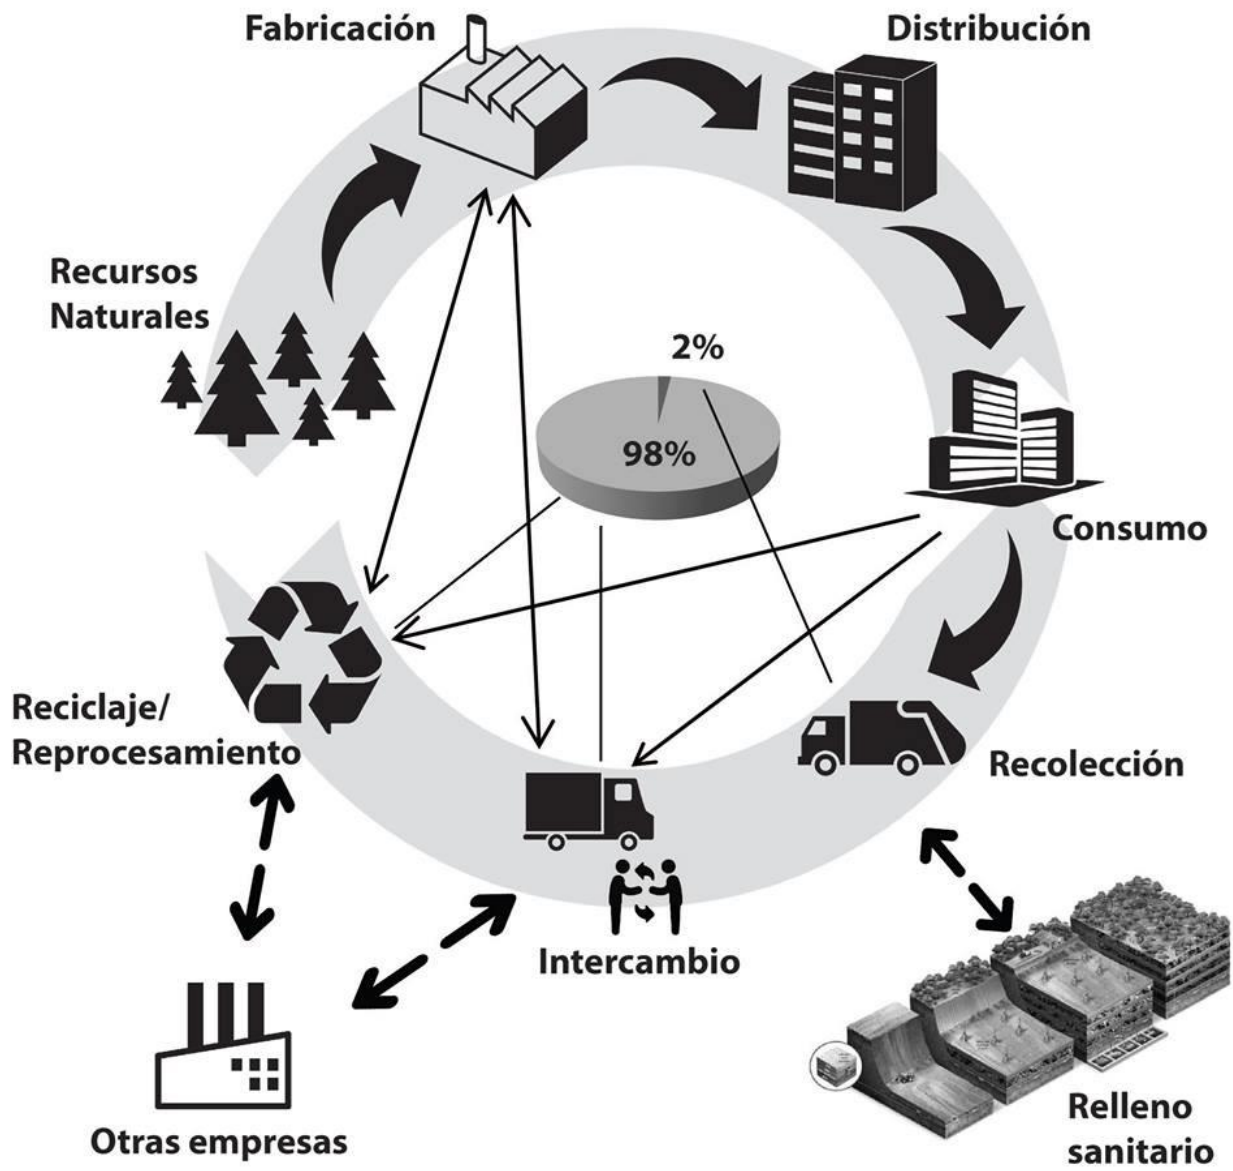 Fabricación
Distribución
Recursos
Naturales
2%
98%
Consumo
Reciclaje/
Reprocesamiento
Recolección
Intercambio
Otras empresas
Relleno
sanitario